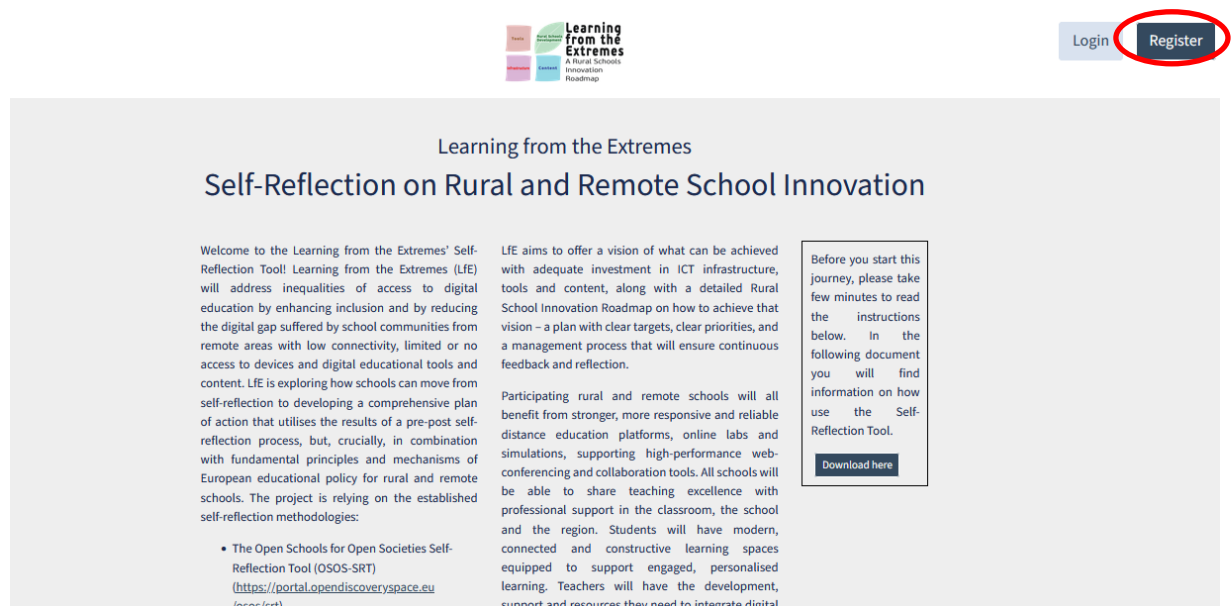 Tools
Rural Schools
Development
Infrastructure
Content
Learning
from the
Extremes
A Rural Schools
Innovation
Roadmap
Login
Register
Learning from the Extremes
Self-Reflection on Rural and Remote School Innovation
Welcome to the Learning from the Extremes' Self-
Reflection Tool! Learning from the Extremes (LfE)
will address inequalities of access to digital
education by enhancing inclusion and by reducing
the digital gap suffered by school communities from
remote areas with low connectivity, limited or no
access to devices and digital educational tools and
content. LfE is exploring how schools can move from
self-reflection to developing a comprehensive plan
of action that utilises the results of a pre-post self-
reflection process, but, crucially, in combination
with fundamental principles and mechanisms of
European educational policy for rural and remote
schools. The project is relying on the established
self-reflection methodologies:
• The Open Schools for Open Societies Self-
Reflection Tool (OSOS-SRT)
(https://portal.opendiscoveryspace.eu
/osos/srt)
LfE aims to offer a vision of what can be achieved
with adequate investment in ICT infrastructure,
tools and content, along with a detailed Rural
School Innovation Roadmap on how to achieve that
vision – a plan with clear targets, clear priorities, and
a management process that will ensure continuous
feedback and reflection.
Participating rural and remote schools will all
benefit from stronger, more responsive and reliable
distance education platforms, online labs and
simulations, supporting high-performance web-
conferencing and collaboration tools. All schools will
be able to share teaching excellence with
professional support in the classroom, the school
and the region. Students will have modern,
connected and constructive learning spaces
equipped to support engaged, personalised
learning. Teachers will have the development,
support and resources they need to integrate digital
Before you start this
journey, please take
few minutes to read
the instructions
below. In the
following document
you will find
information on how
use the Self-
Reflection Tool.
Download here